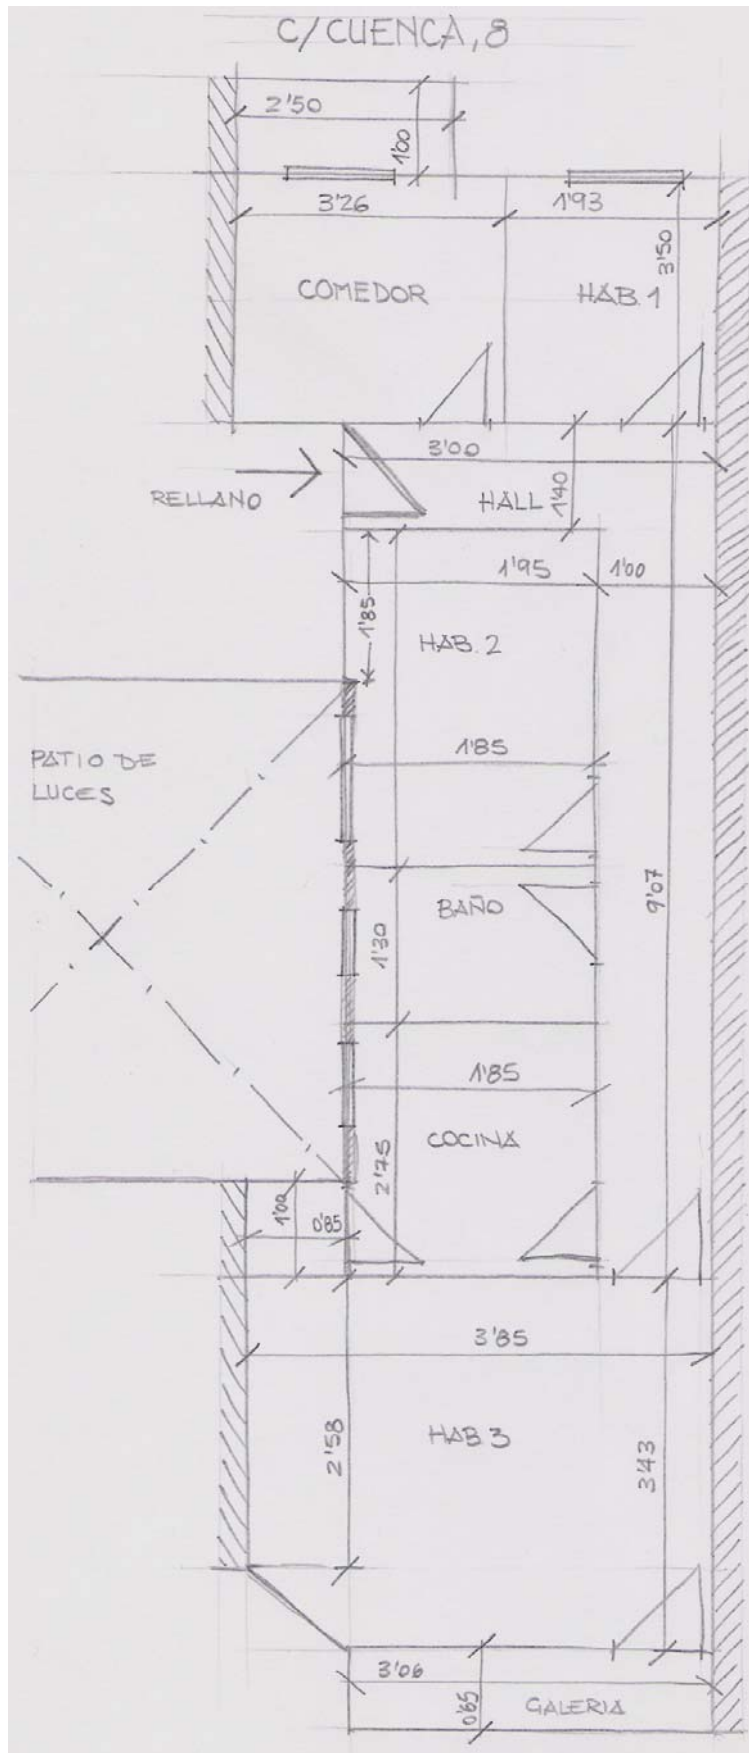 C/ CUENCA, 8
2'50
1'00
3'26
1'93
3'50
COMEDOR
HAB. 1
3'00
RELLANO
HALL
1'40
1'95
1'00
1'85
HAB. 2
1'85
PATIO DE
LUCES
9'07
BAÑO
1'30
1'85
COCINA
2'75
1'00
0'85
3'85
HAB 3
2'58
3'43
3'06
0'65
GALERIA